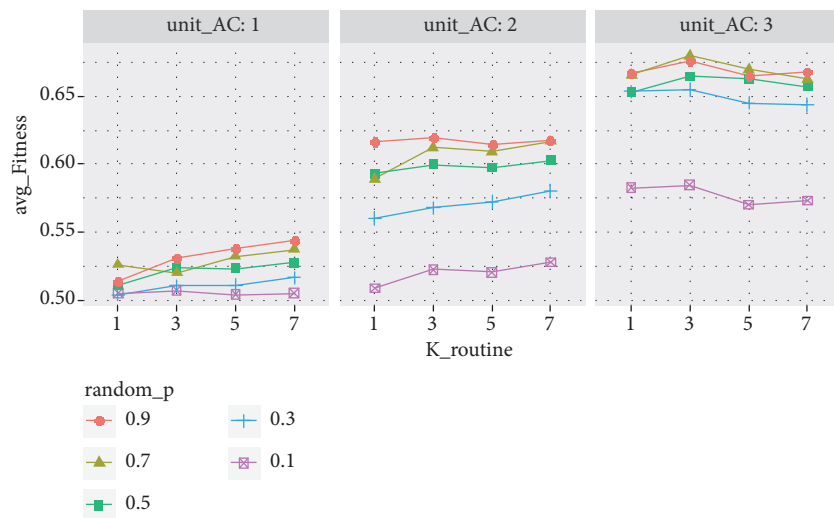 unit_AC: 1 unit_AC: 2 unit_AC: 3
avg_Fitness
0.65
0.60
0.55
0.50
1 3 5 7 1 3 5 7 1 3 5 7
K_routine
random_p
0.9 0.3
0.7 0.1
0.5